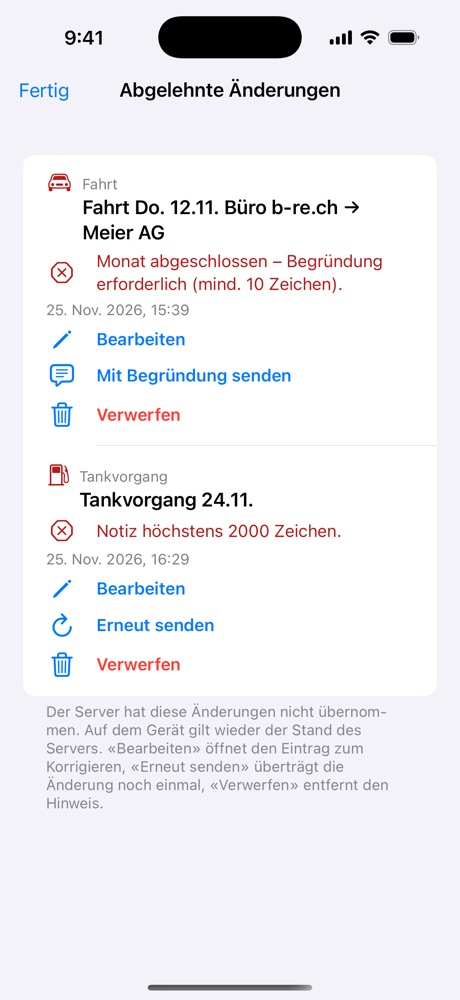 9:41
Fertig
Abgelehnte Änderungen
Fahrt
Fahrt Do. 12.11. Büro b-re.ch →
Meier AG
Monat abgeschlossen – Begründung
erforderlich (mind. 10 Zeichen).
25. Nov. 2026, 15:39
Bearbeiten
Mit Begründung senden
Verwerfen
Tankvorgang
Tankvorgang 24.11.
Notiz höchstens 2000 Zeichen.
25. Nov. 2026, 16:29
Bearbeiten
Erneut senden
Verwerfen
Der Server hat diese Änderungen nicht übernom-
men. Auf dem Gerät gilt wieder der Stand des
Servers. «Bearbeiten» öffnet den Eintrag zum
Korrigieren, «Erneut senden» überträgt die
Änderung noch einmal, «Verwerfen» entfernt den
Hinweis.